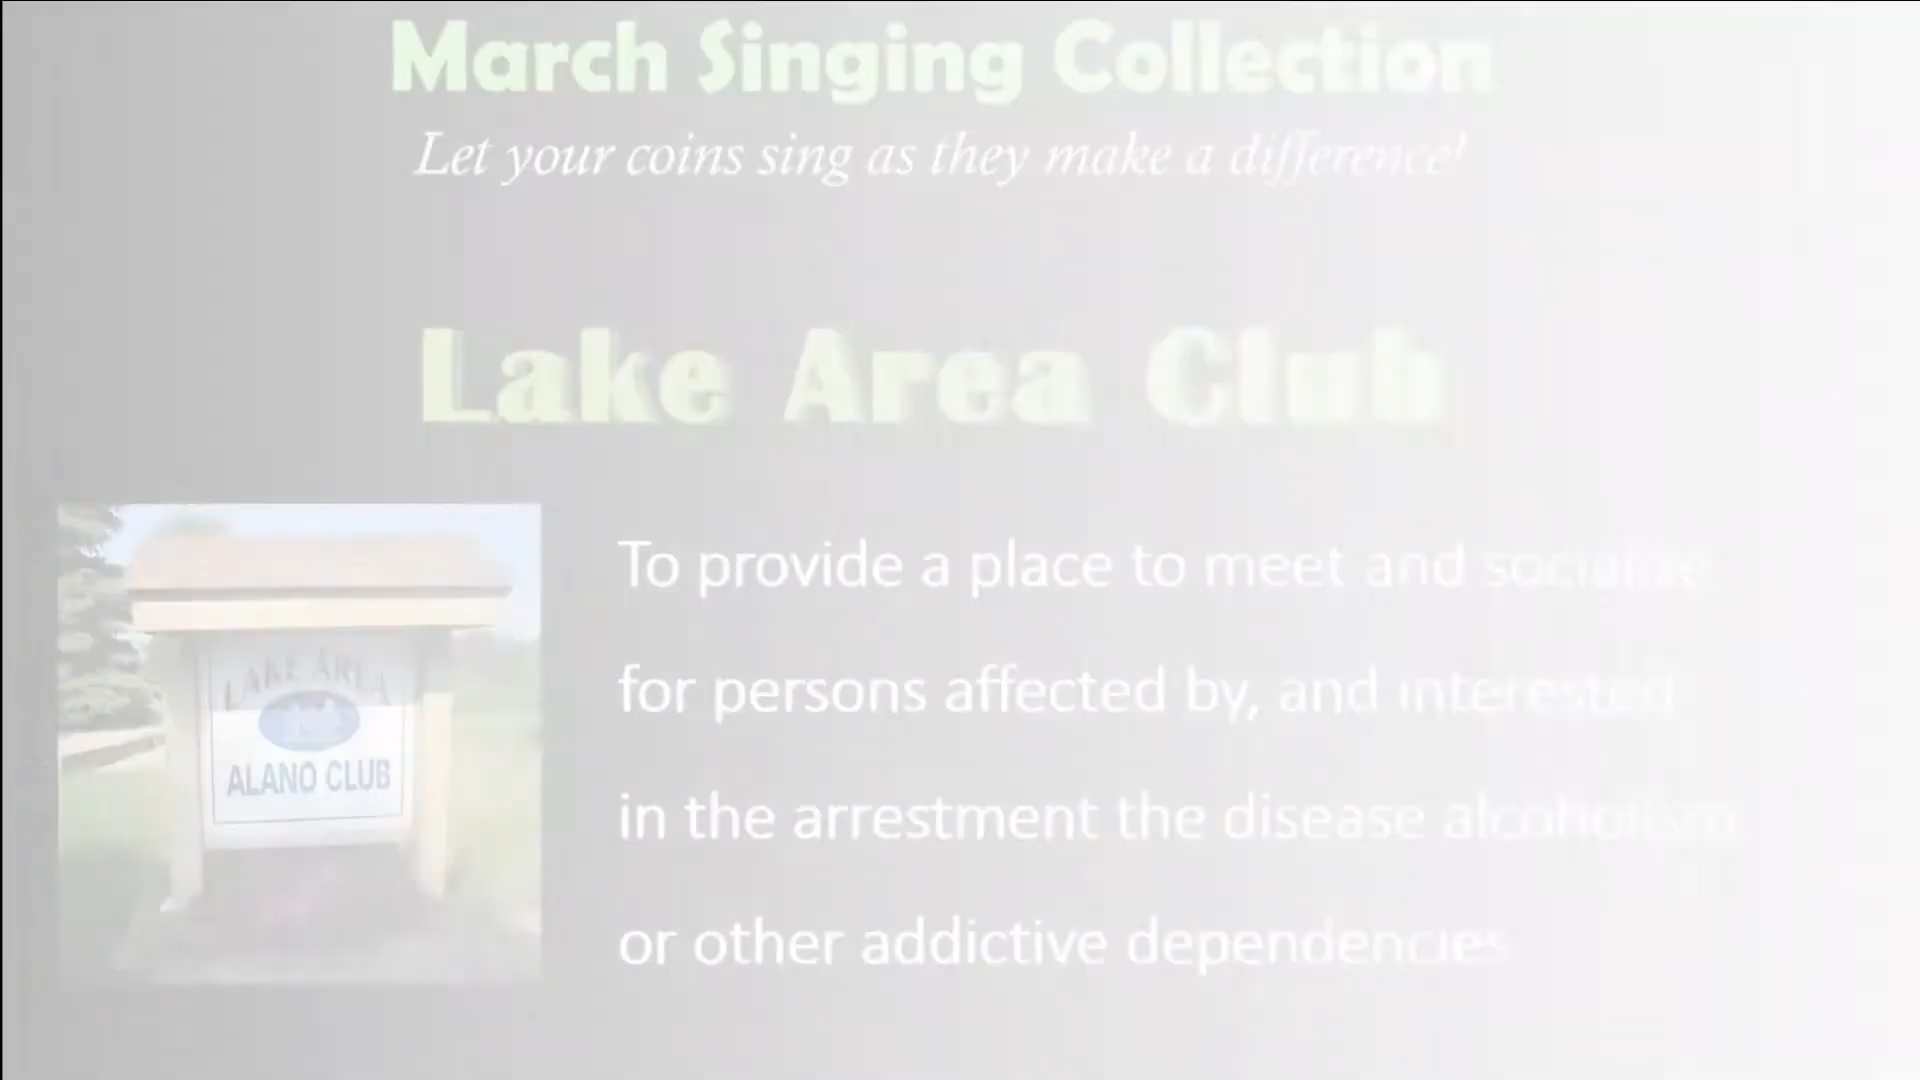 March Singing Collection
Let your coins sing as they make a difference!
Lake Area Club
To provide a place to meet and socialize
for persons affected by, and interested
in the arrestment the disease alcoholism
or other addictive dependencies
LAKE AREA
ALANO CLUB